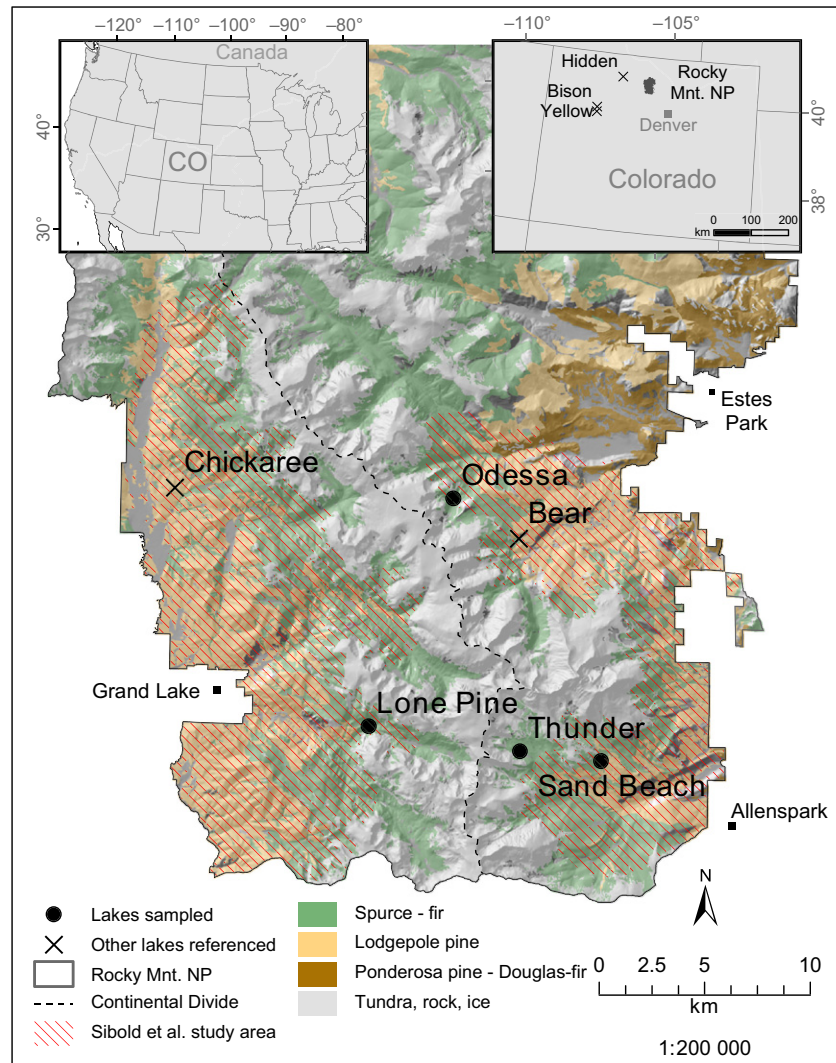 −120 −110 −100 −90 −80
−110 −105
Canada
CO
40°
30°
Hidden
Rocky
Mnt. NP
Bison
Yellow
Denver
Colorado
0 100 200
km
40°
38°
Estes
Park
Chickaree
Odessa
Bear
Grand Lake
Lone Pine
Thunder
Sand Beach
Allenspark
N
Lakes sampled
Other lakes referenced
Rocky Mnt. NP
Continental Divide
Sibold et al. study area
Spurce - fir
Lodgepole pine
Ponderosa pine - Douglas-fir
Tundra, rock, ice
0 2.5 5 10
km
1:200 000